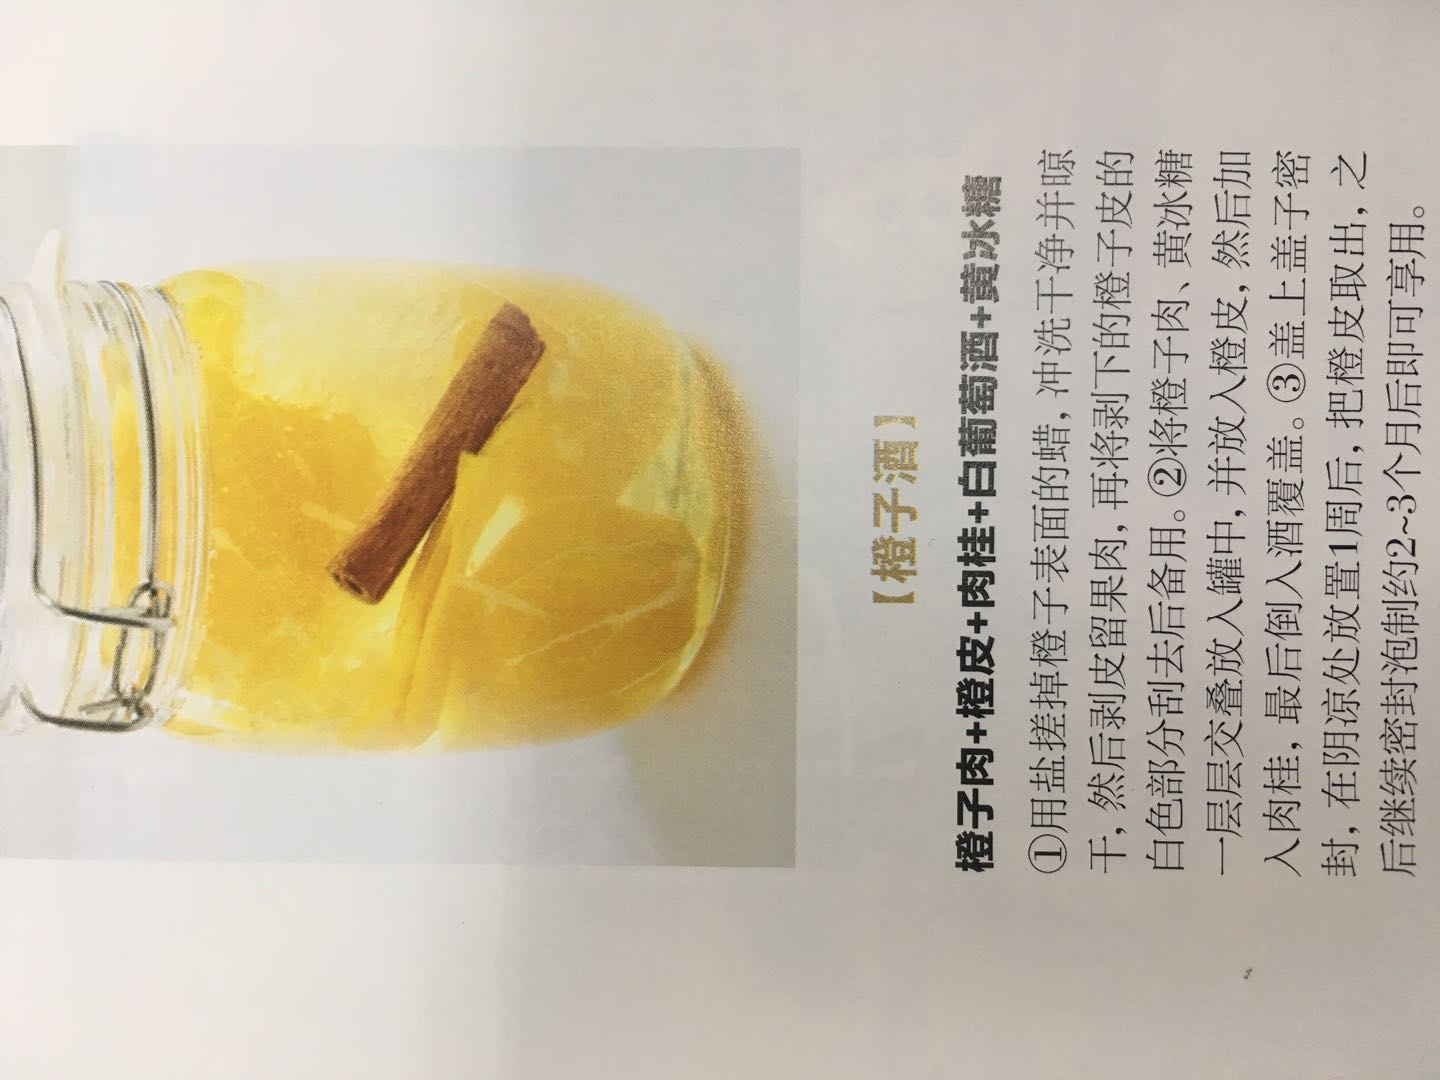 【橙子酒】
橙子肉+橙皮+肉桂+白葡萄酒+黄冰糖
①用盐搓掉橙子表面的蜡，冲洗干净并晾
干，然后剥皮留果肉，再将剥下的橙子皮的
白色部分刮去后备用。②将橙子肉、黄冰糖
一层层交叠放入罐中，并放入橙皮，然后加
入肉桂，最后倒入酒覆盖。③盖上盖子密
封，在阴凉处放置1周后，把橙皮取出，之
后继续密封泡制约2~3个月后即可享用。